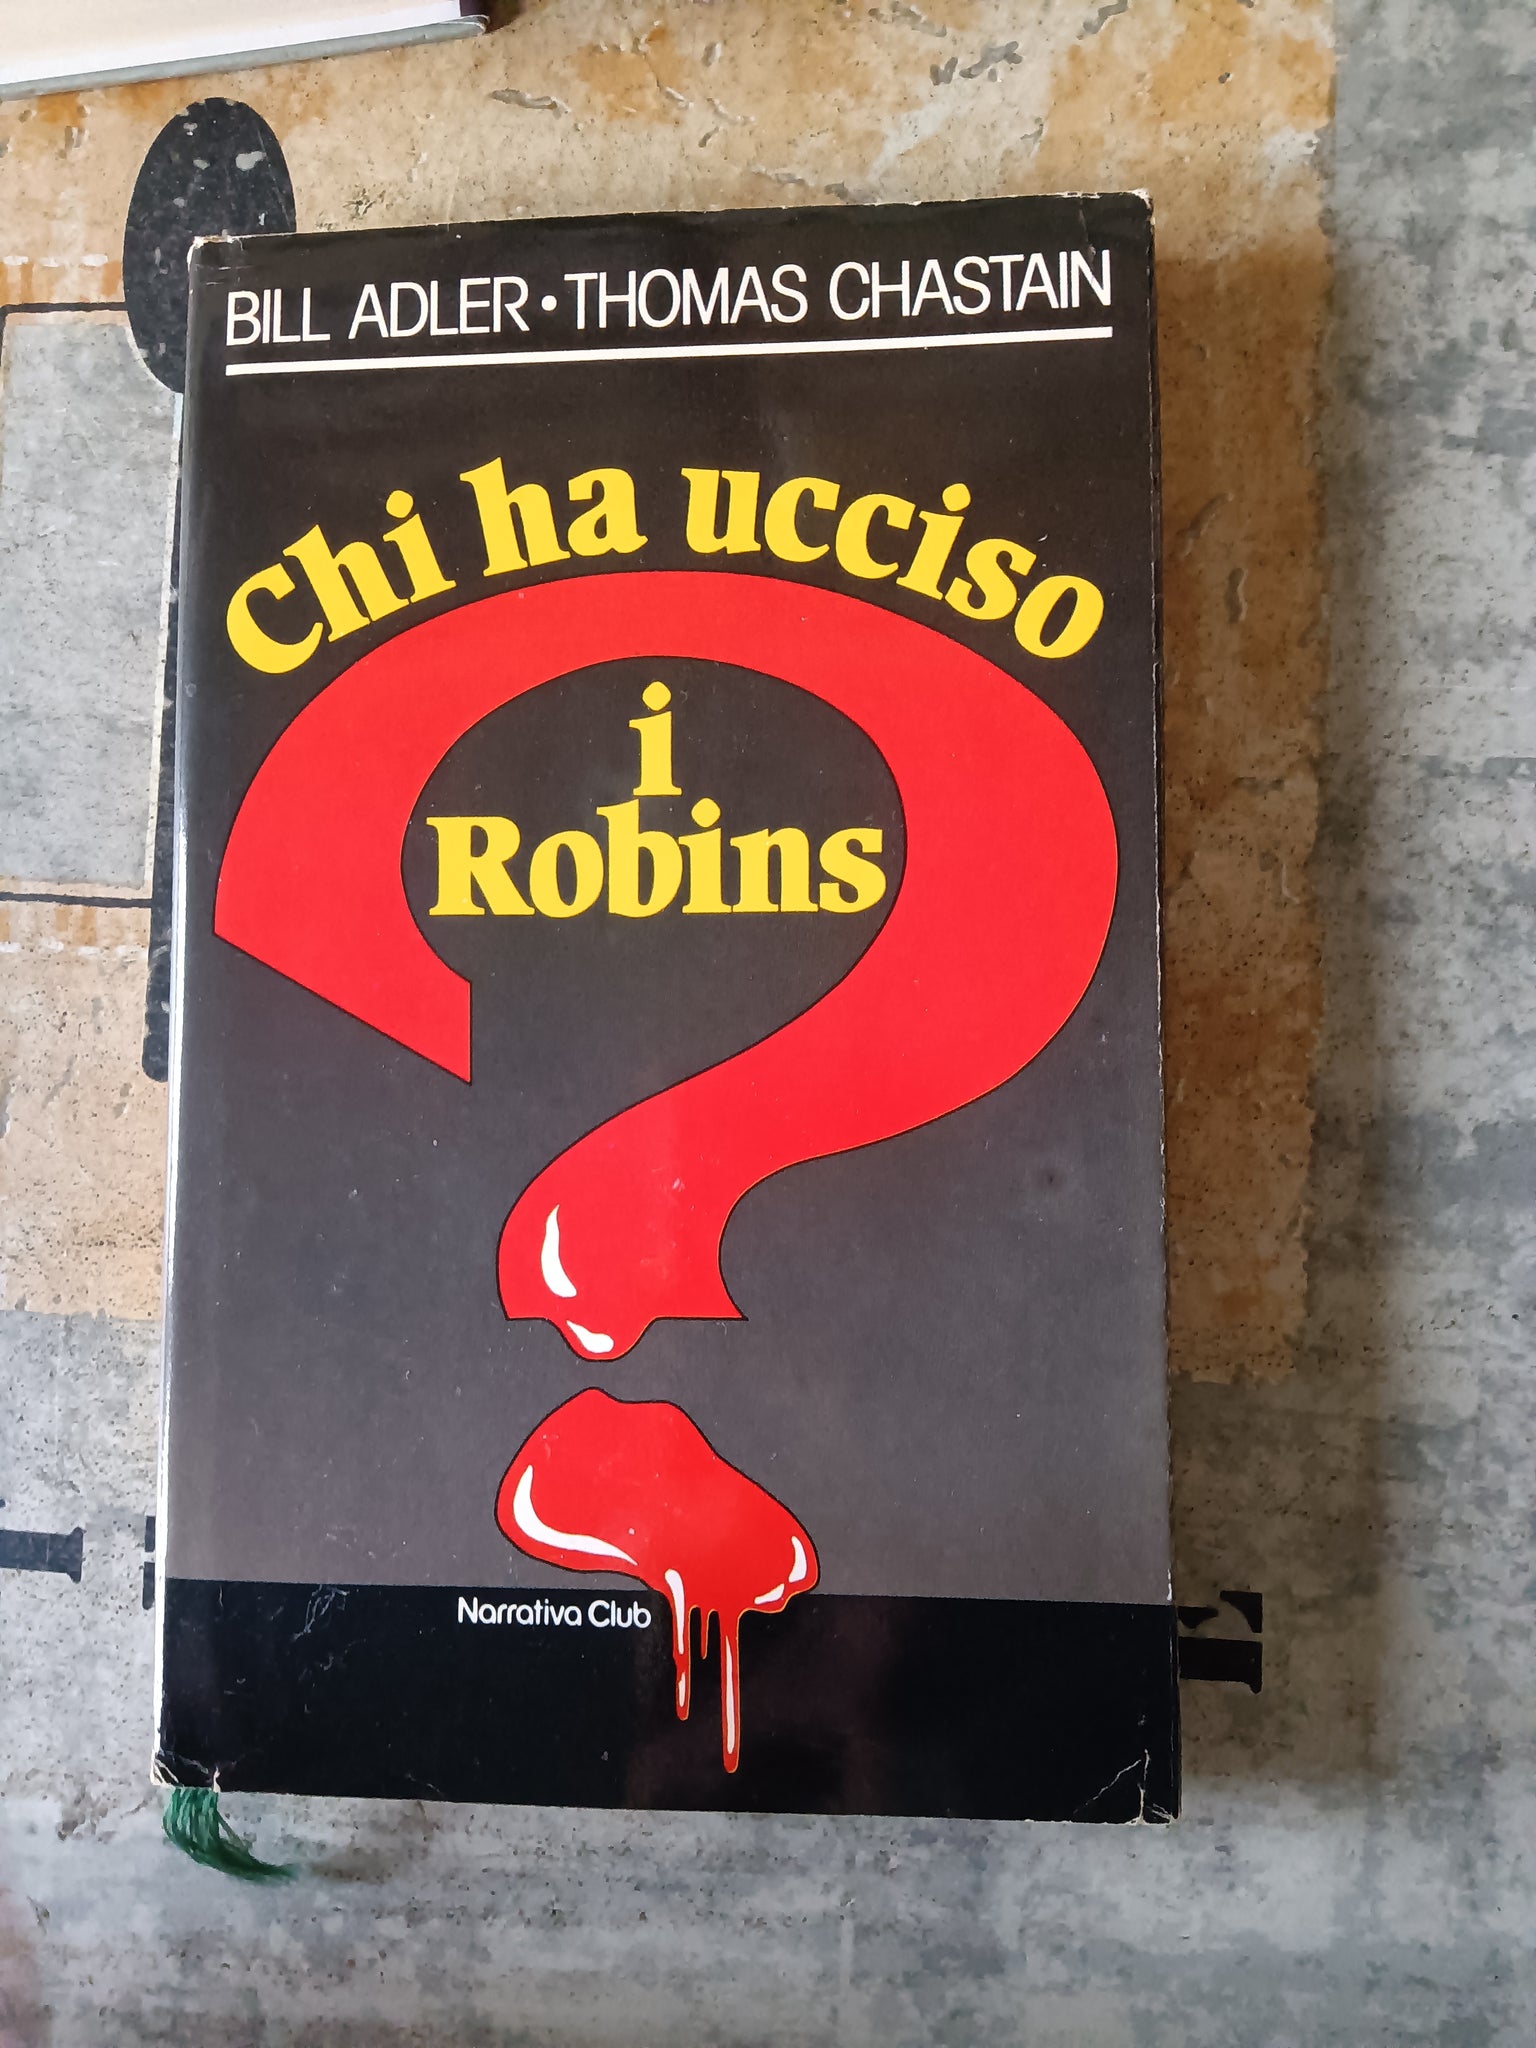 BILL ADLER • THOMAS CHASTAIN
Chi ha ucciso
i
Robins
Narrativa Club